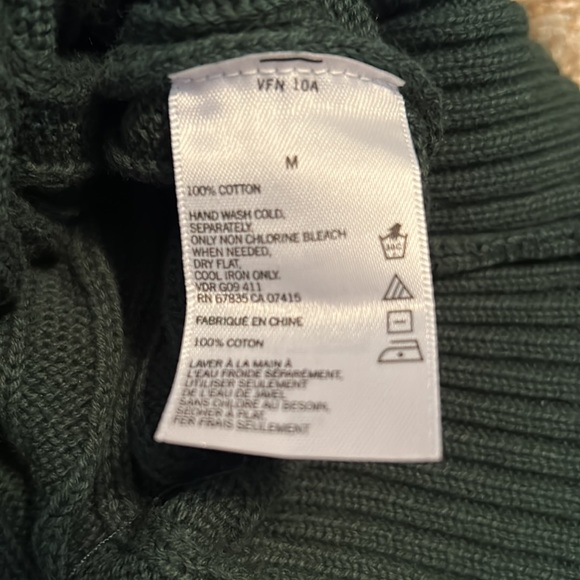 VFN 10A
M
100% COTTON
HAND WASH COLD,
SEPARATELY,
ONLY NON CHLORINE BLEACH
WHEN NEEDED,
DRY FLAT,
COOL IRON ONLY.
VDR G09 411
RN 67835 CA 07415
FABRIQUÉ EN CHINE
100% COTON
LAVER À LA MAIN À
L'EAU FROIDE SÉPARÉMENT,
UTILISER SEULEMENT
DE L'EAU DE JAVEL
SANS CHLORE AU BESOIN,
SÉCHER À PLAT,
FER FRAIS SEULEMENT